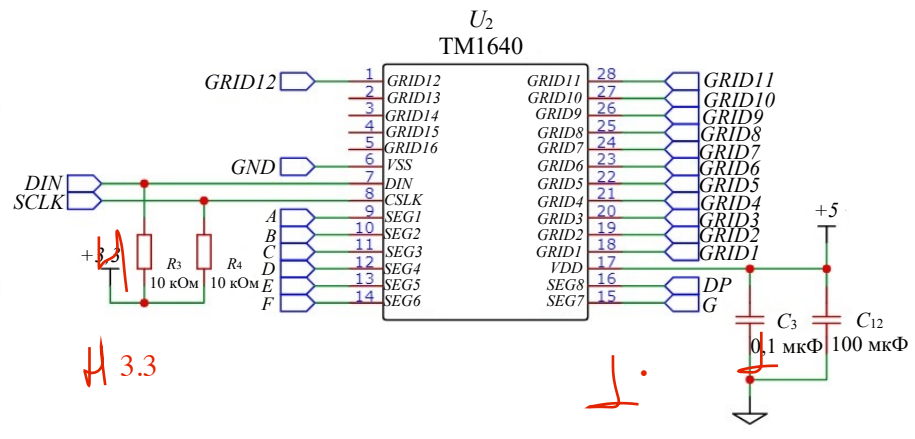 U2
TM1640
GRID12 1 GRID12 GRID11 28 GRID11
2 GRID13 GRID10 27 GRID10
3 GRID14 GRID9 26 GRID9
4 GRID15 GRID8 25 GRID8
5 GRID16 GRID7 24 GRID7
GND 6 VSS GRID6 23 GRID6
DIN 7 DIN GRID5 22 GRID5
SCLK 8 CSLK GRID4 21 GRID4
A 9 SEG1 GRID3 20 GRID3
B 10 SEG2 GRID2 19 GRID2
C 11 SEG3 GRID1 18 GRID1
D 12 SEG4 VDD 17
E 13 SEG5 SEG8 16 DP
F 14 SEG6 SEG7 15 G
+5
+3.3
R3
10 кОм
R4
10 кОм
C3
0,1 мкФ
C12
100 мкФ
3.3